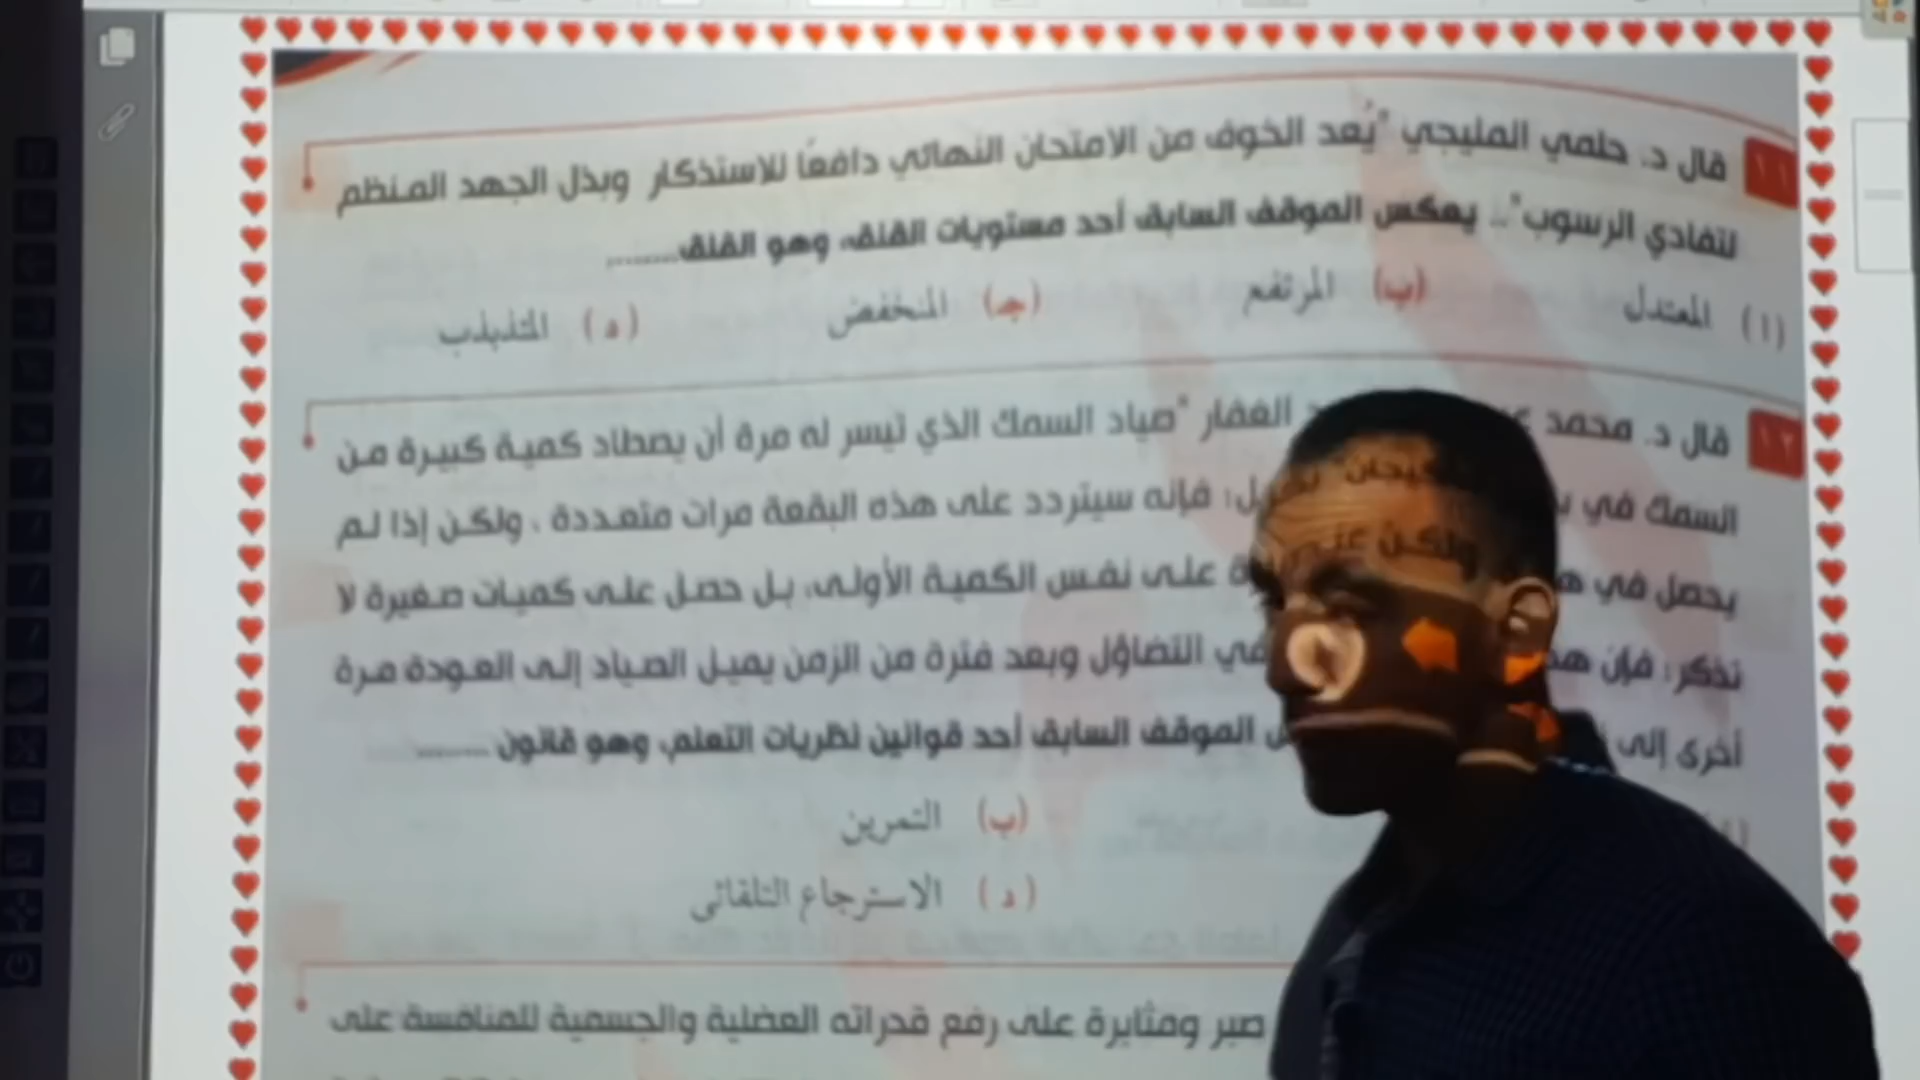 ١١ قال د. حلمي المليجي "يُعد الخوف من الامتحان النهائي دافعًا للاستذكار وبذل الجهد المنظم
لتفادي الرسوب".. يعكس الموقف السابق أحد مستويات القلق، وهو القلق........
(ا) المعتدل (ب) المرتفع (جـ) المنخفض (د) المتذبذب
١٢ قال د. محمد الغفار "صياد السمك الذي تيسر له مرة أن يصطاد كمية كبيرة من
السمك في فإنه سيتردد على هذه البقعة مرات متعددة، ولكن إذا لم
يحصل في على نفس الكمية الأولى، بل حصل على كميات صغيرة لا
تذكر؛ فإن في التضاؤل وبعد فترة من الزمن يميل الصياد إلى العودة مرة
أخرى إلى الموقف السابق أحد قوانين نظريات التعلم، وهو قانون ........
(ب) التمرين
(د) الاسترجاع التلقائى
صبر ومثابرة على رفع قدراته العضلية والجسمية للمنافسة على